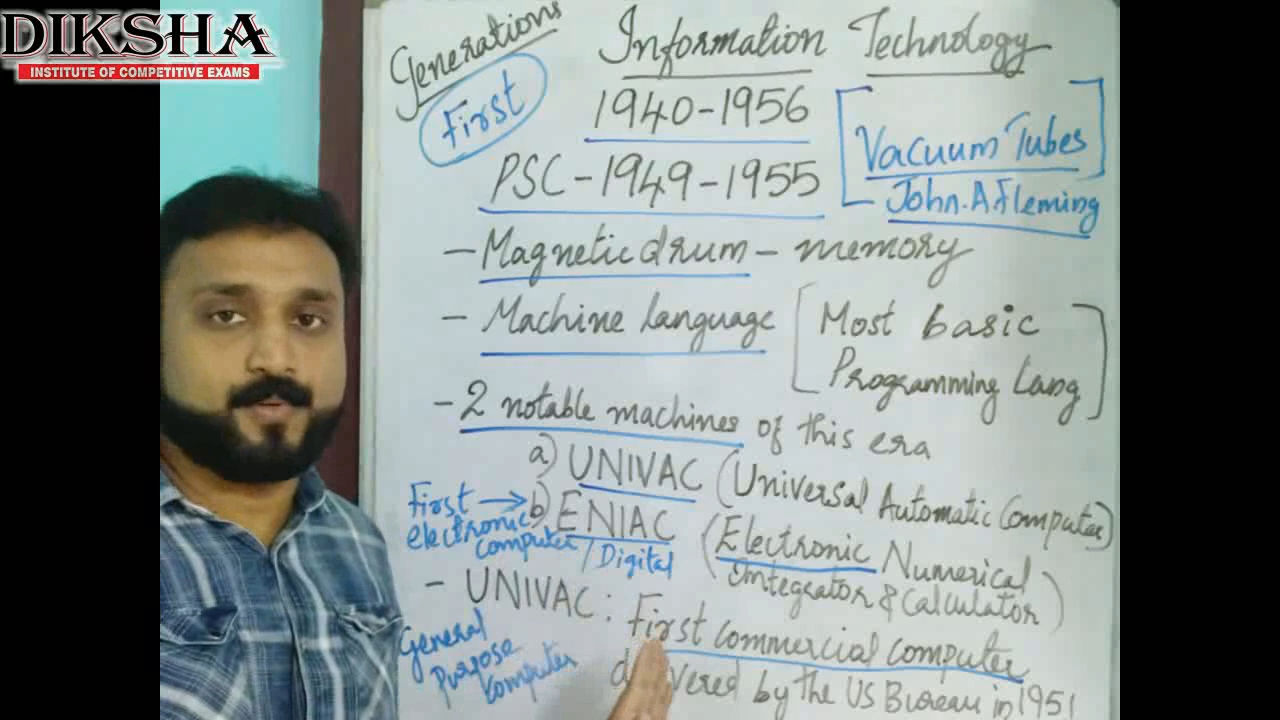 DIKSHA
INSTITUTE OF COMPETITIVE EXAMS
Generations
Information Technology
First
1940-1956
Vacuum Tubes
John.A.Fleming
PSC-1949-1955
-Magnetic drum - memory
- Machine language [Most basic
Programming Lang]
-2 notable machines of this era
a) UNIVAC (Universal Automatic Computer)
First → b) ENIAC (Electronic Numerical
electronic
computer / Digital
Integrator & Calculator)
- UNIVAC: First commercial computer
General
Purpose
Computer
by the US Bureau in 1951